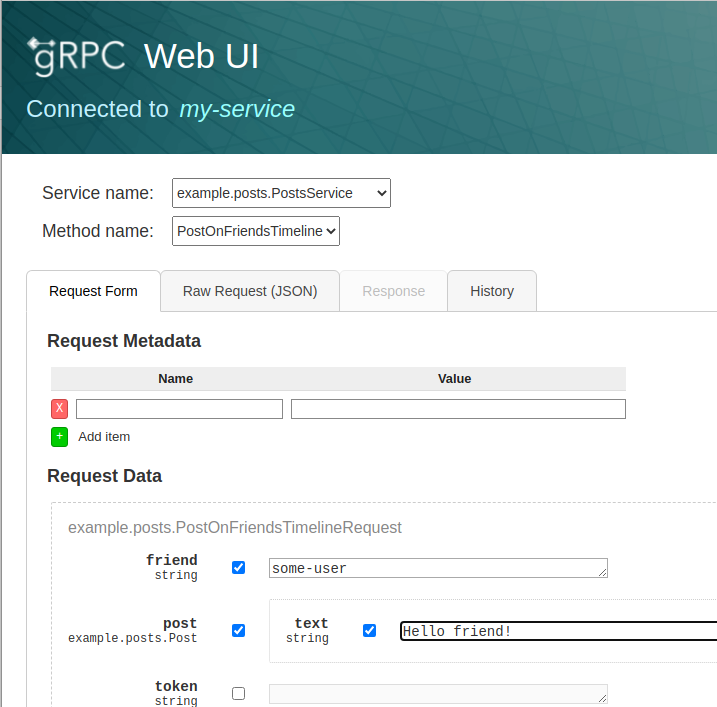 gRPC Web UI
Connected to my-service
Service name: example.posts.PostsService
Method name: PostOnFriendsTimeline
Request Form Raw Request (JSON) Response History
Request Metadata
Name Value
X
+ Add item
Request Data
example.posts.PostOnFriendsTimelineRequest
friend
string
some-user
post
example.posts.Post
text
string
Hello friend!
token
string